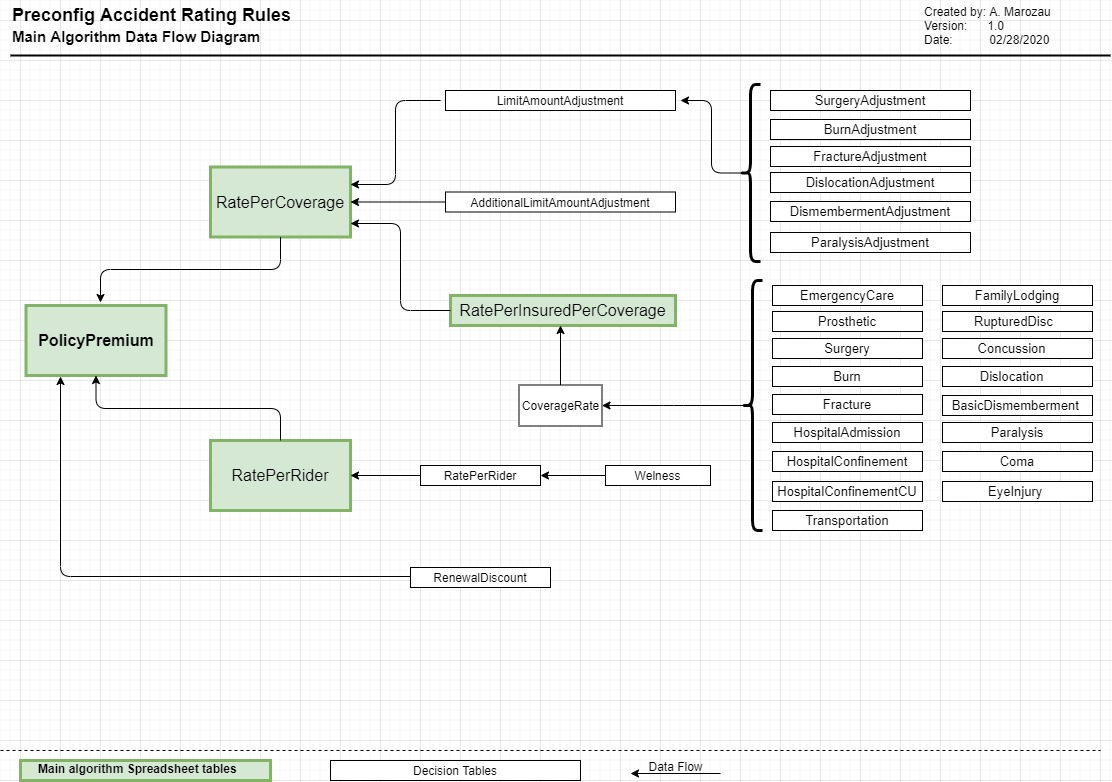 Preconfig Accident Rating Rules
Main Algorithm Data Flow Diagram
Created by: A. Marozau
Version: 1.0
Date: 02/28/2020
LimitAmountAdjustment
SurgeryAdjustment
BurnAdjustment
FractureAdjustment
DislocationAdjustment
DismembermentAdjustment
ParalysisAdjustment
RatePerCoverage
AdditionalLimitAmountAdjustment
RatePerInsuredPerCoverage
PolicyPremium
CoverageRate
EmergencyCare
FamilyLodging
Prosthetic
RupturedDisc
Surgery
Concussion
Burn
Dislocation
Fracture
BasicDismemberment
HospitalAdmission
Paralysis
HospitalConfinement
Coma
HospitalConfinementCU
EyeInjury
Transportation
RatePerRider
RatePerRider
Welness
RenewalDiscount
Main algorithm Spreadsheet tables
Decision Tables
Data Flow